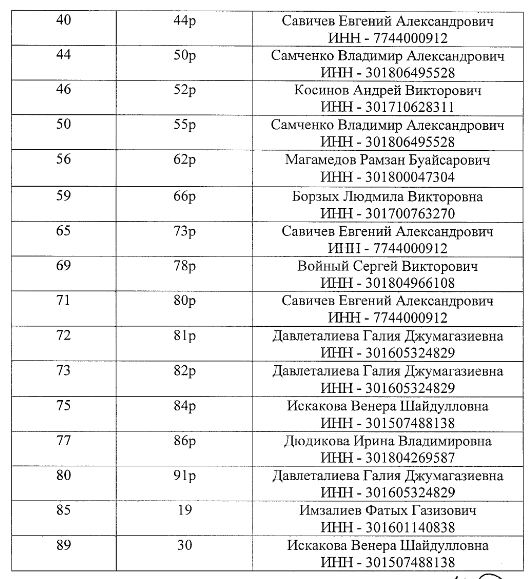 40 44р Савичев Евгений Александрович
ИНН - 7744000912
44 50р Самченко Владимир Александрович
ИНН - 301806495528
46 52р Косинов Андрей Викторович
ИНН - 301710628311
50 55р Самченко Владимир Александрович
ИНН - 301806495528
56 62р Магамедов Рамзан Буайсарович
ИНН - 301800047304
59 66р Борзых Людмила Викторовна
ИНН - 301700763270
65 73р Савичев Евгений Александрович
ИНН - 7744000912
69 78р Войный Сергей Викторович
ИНН - 301804966108
71 80р Савичев Евгений Александрович
ИНН - 7744000912
72 81р Давлеталиева Галия Джумагазиевна
ИНН - 301605324829
73 82р Давлеталиева Галия Джумагазиевна
ИНН - 301605324829
75 84р Искакова Венера Шайдулловна
ИНН - 301507488138
77 86р Дюдикова Ирина Владимировна
ИНН - 301804269587
80 91р Давлеталиева Галия Джумагазиевна
ИНН - 301605324829
85 19 Имзалиев Фатых Газизович
ИНН - 301601140838
89 30 Искакова Венера Шайдулловна
ИНН - 301507488138